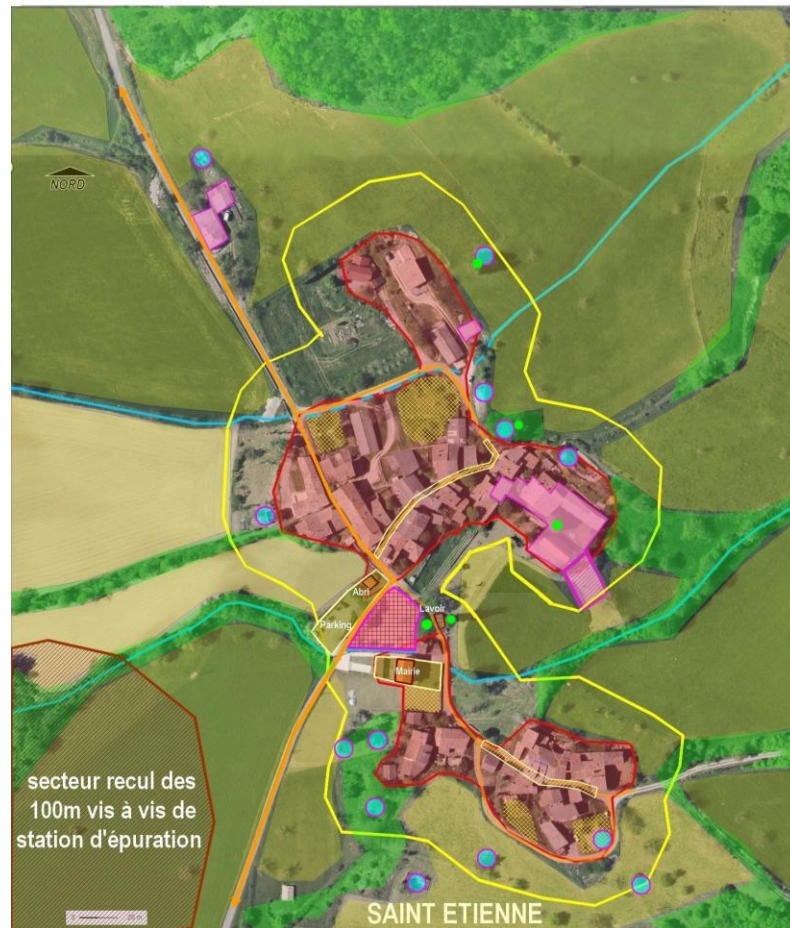 NORD
Abri
Lavoir
Parking
Mairie
secteur recul des
100m vis à vis de
station d'épuration
SAINT ETIENNE